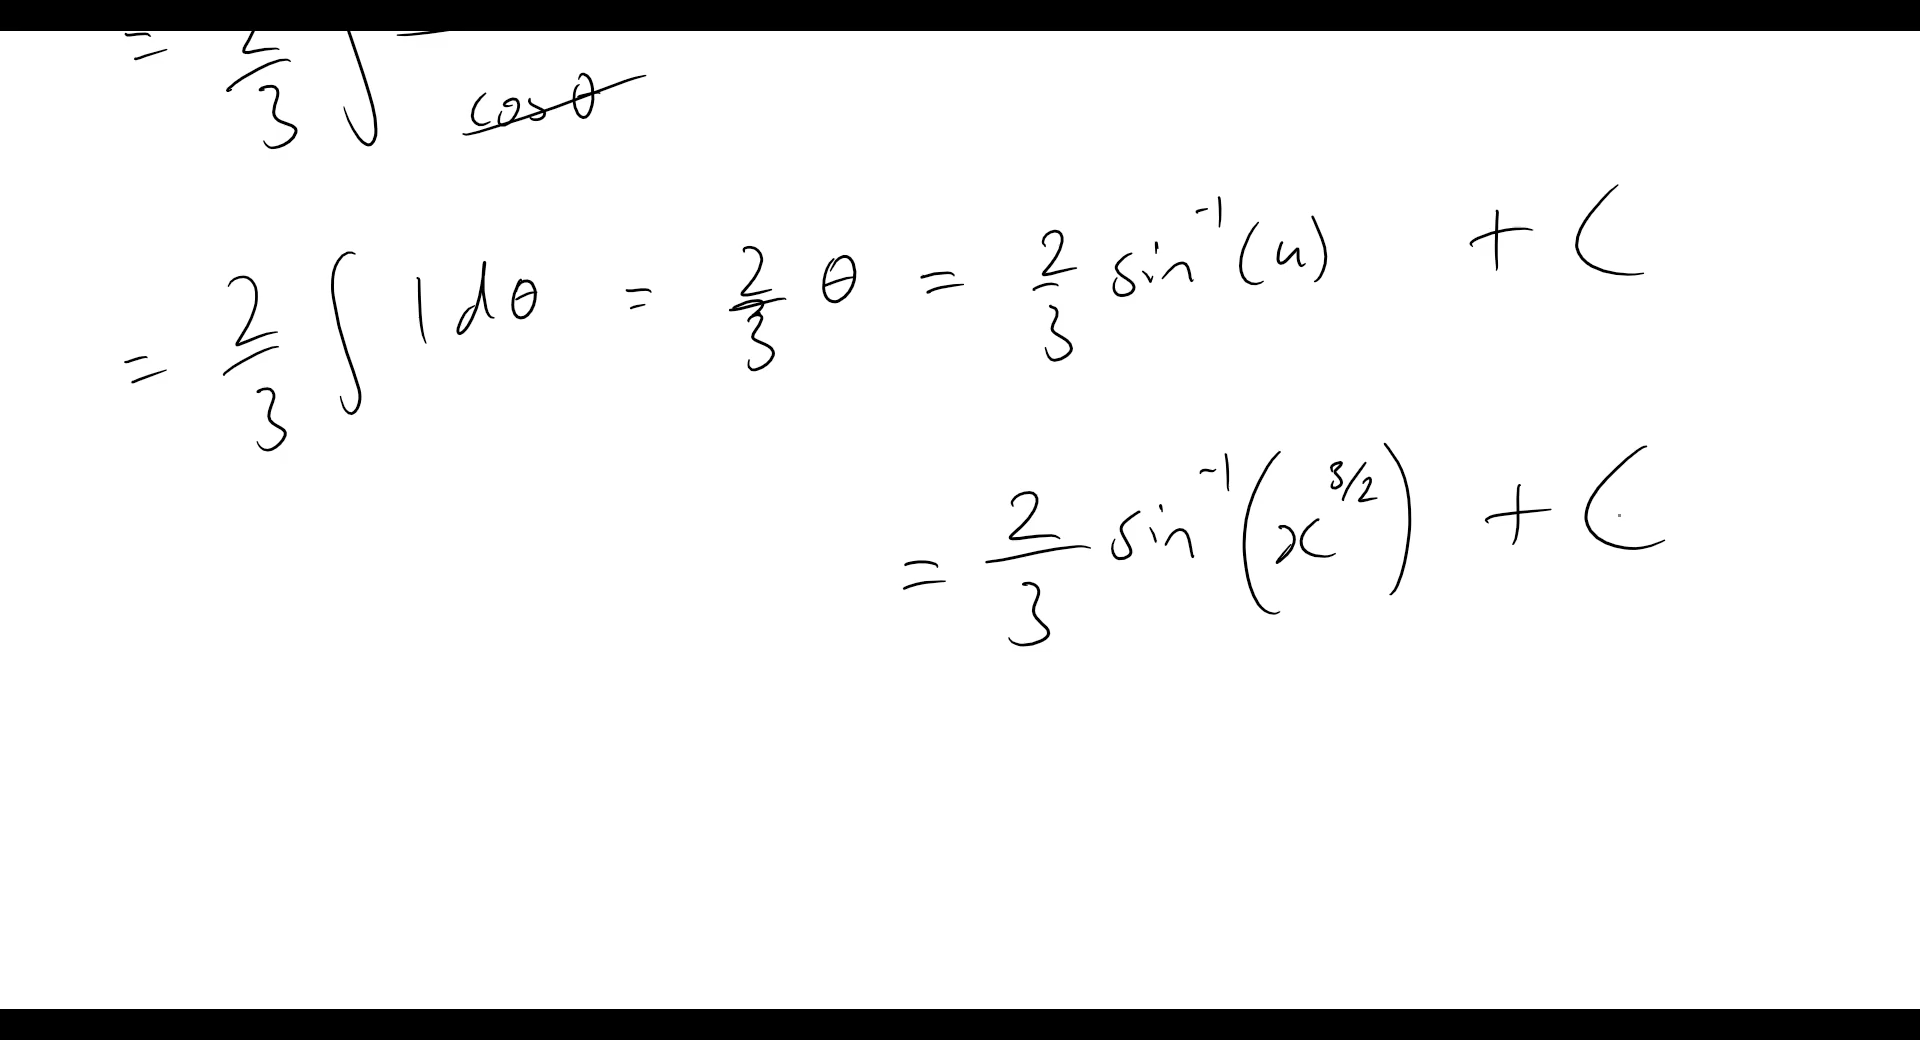 = 2/3 ∫ cos θ
= 2/3 ∫ 1 dθ = 2/3 θ = 2/3 sin⁻¹(u) + C
= 2/3 sin⁻¹(x^{3/2}) + C